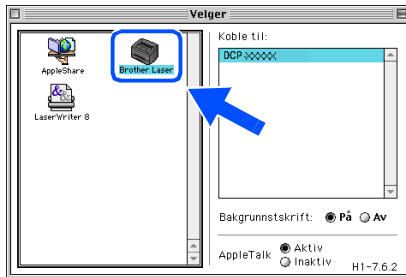 Velger
AppleShare
Brother Laser
LaserWriter 8
Koble til:
DCP-XXXXX
Bakgrunnstskrift: På Av
AppleTalk Aktiv
Inaktiv
H1-7.6.2